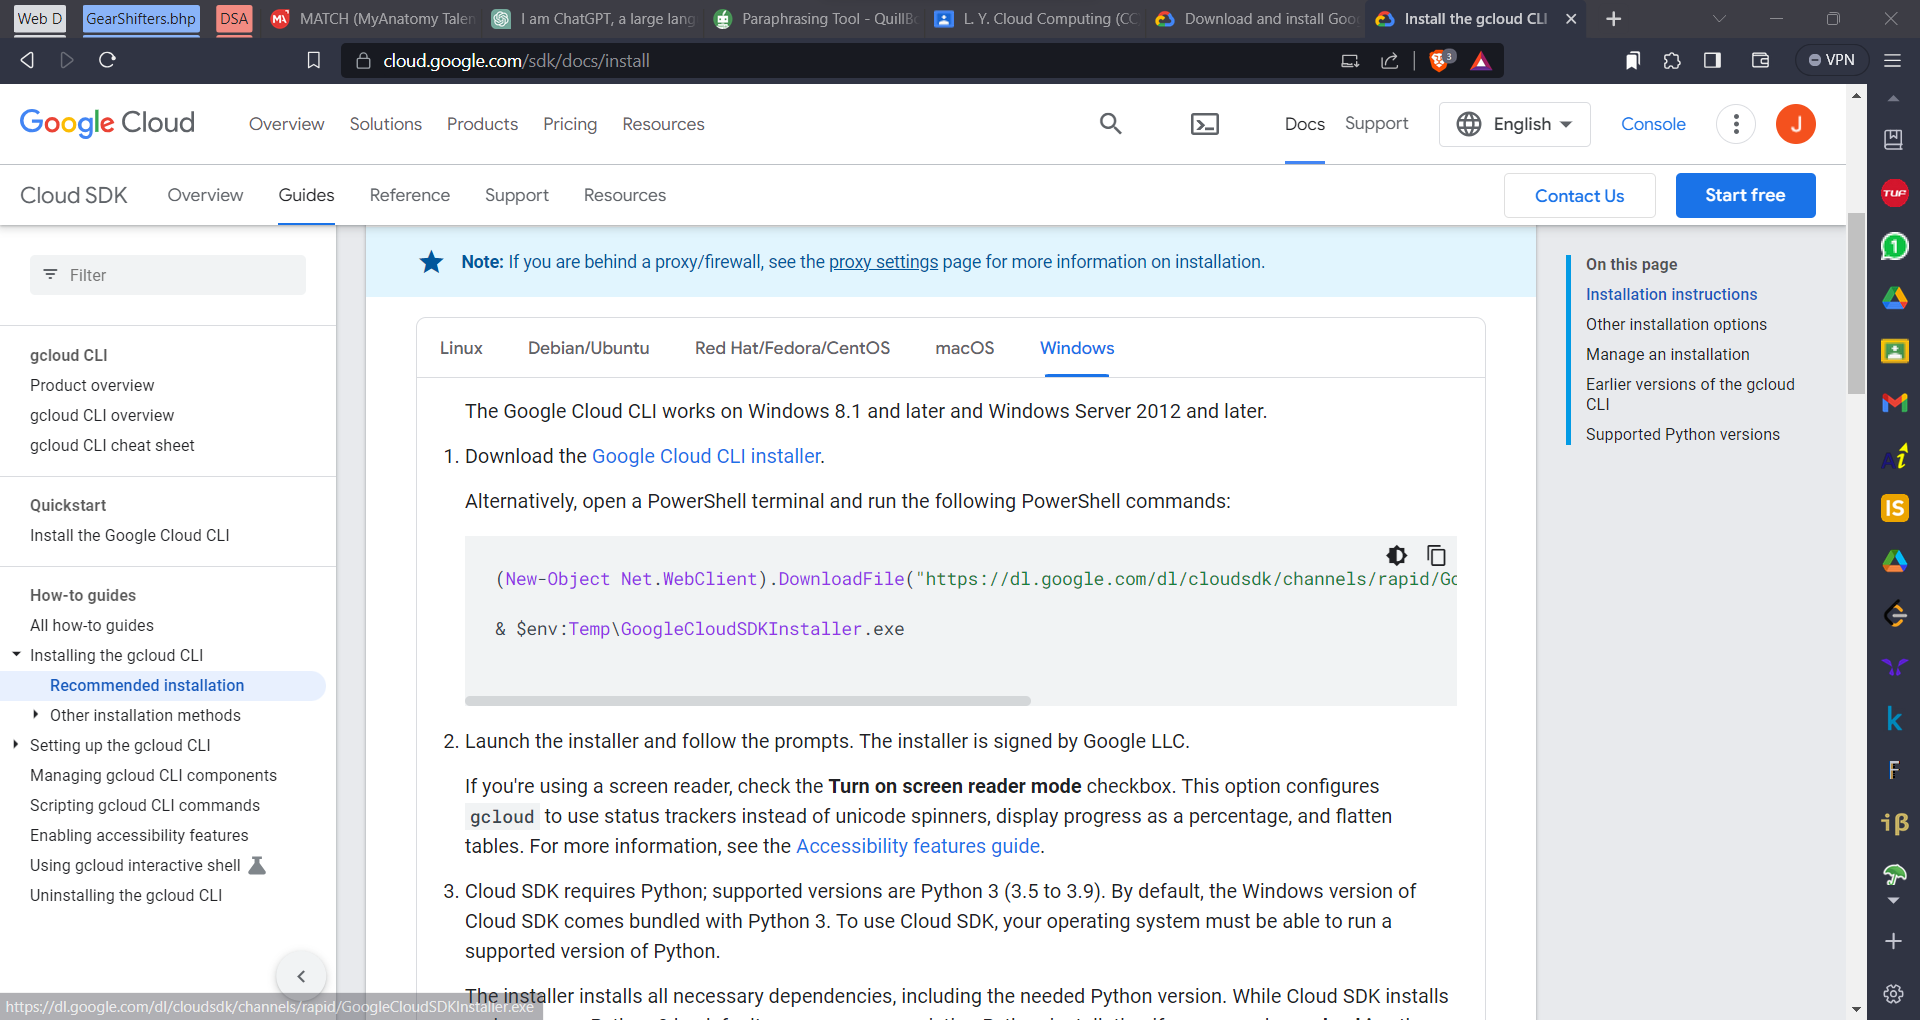 Web D
GearShifters.bhp
DSA
MATCH (MyAnatomy Talen
I am ChatGPT, a large lang
Paraphrasing Tool - QuillB
L. Y. Cloud Computing (CC
Download and install Goo
Install the gcloud CLI
cloud.google.com/sdk/docs/install
3
VPN
Google Cloud
Overview
Solutions
Products
Pricing
Resources
Docs
Support
English
Console
J
Cloud SDK
Overview
Guides
Reference
Support
Resources
Contact Us
Start free
Filter
gcloud CLI
Product overview
gcloud CLI overview
gcloud CLI cheat sheet
Quickstart
Install the Google Cloud CLI
How-to guides
All how-to guides
Installing the gcloud CLI
Recommended installation
Other installation methods
Setting up the gcloud CLI
Managing gcloud CLI components
Scripting gcloud CLI commands
Enabling accessibility features
Using gcloud interactive shell
Uninstalling the gcloud CLI
https://dl.google.com/dl/cloudsdk/channels/rapid/GoogleCloudSDKInstaller.exe
Note: If you are behind a proxy/firewall, see the proxy settings page for more information on installation.
Linux
Debian/Ubuntu
Red Hat/Fedora/CentOS
macOS
Windows
The Google Cloud CLI works on Windows 8.1 and later and Windows Server 2012 and later.
1. Download the Google Cloud CLI installer.
Alternatively, open a PowerShell terminal and run the following PowerShell commands:
(New-Object Net.WebClient).DownloadFile("https://dl.google.com/dl/cloudsdk/channels/rapid/Go
& $env:Temp\GoogleCloudSDKInstaller.exe
2. Launch the installer and follow the prompts. The installer is signed by Google LLC.
If you're using a screen reader, check the Turn on screen reader mode checkbox. This option configures
gcloud to use status trackers instead of unicode spinners, display progress as a percentage, and flatten
tables. For more information, see the Accessibility features guide.
3. Cloud SDK requires Python; supported versions are Python 3 (3.5 to 3.9). By default, the Windows version of
Cloud SDK comes bundled with Python 3. To use Cloud SDK, your operating system must be able to run a
supported version of Python.
The installer installs all necessary dependencies, including the needed Python version. While Cloud SDK installs
On this page
Installation instructions
Other installation options
Manage an installation
Earlier versions of the gcloud
CLI
Supported Python versions
TUF
1
Ai
IS
k
F
iβ